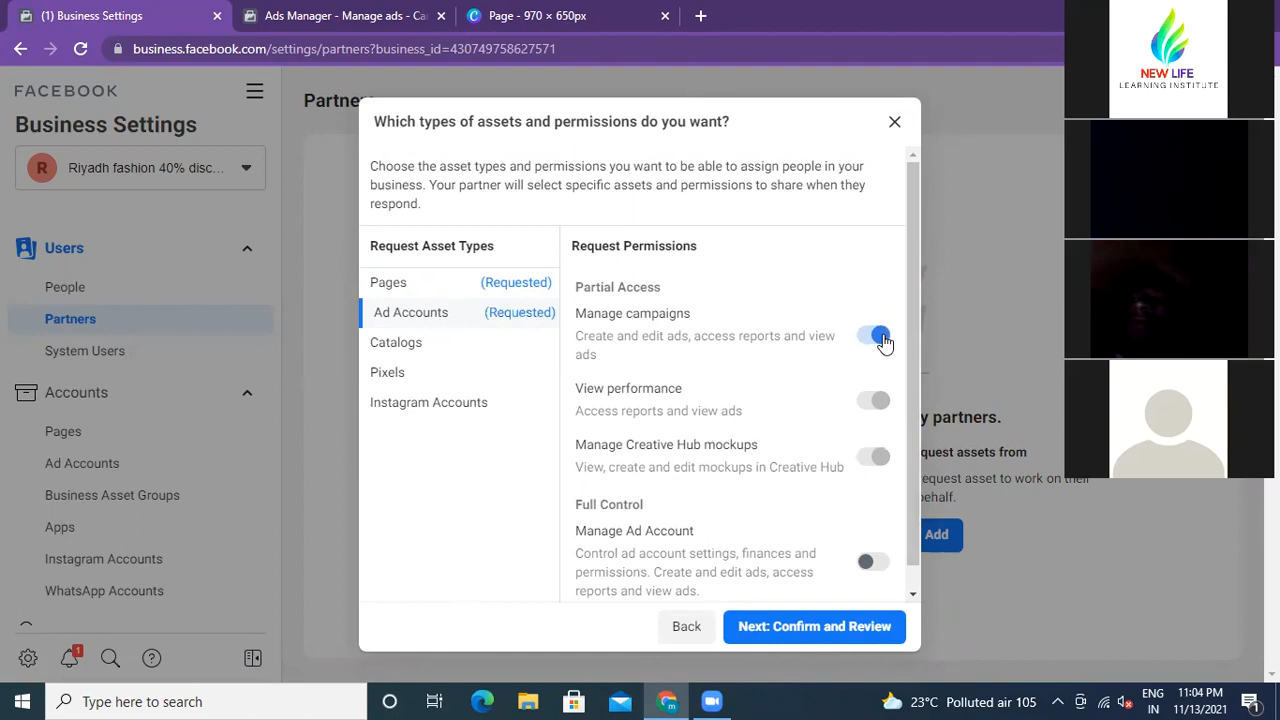 (1) Business Settings
Ads Manager - Manage ads - Ca
Page - 970 × 650px
business.facebook.com/settings/partners?business_id=430749758627571
FACEBOOK
Business Settings
R
Riyadh fashion 40% disc...
Users
People
Partners
System Users
Accounts
Pages
Ad Accounts
Business Asset Groups
Apps
Instagram Accounts
WhatsApp Accounts
1
Partners
Which types of assets and permissions do you want?
Choose the asset types and permissions you want to be able to assign people in your
business. Your partner will select specific assets and permissions to share when they
respond.
Request Asset Types
Pages (Requested)
Ad Accounts (Requested)
Catalogs
Pixels
Instagram Accounts
Request Permissions
Partial Access
Manage campaigns
Create and edit ads, access reports and view
ads
View performance
Access reports and view ads
Manage Creative Hub mockups
View, create and edit mockups in Creative Hub
Full Control
Manage Ad Account
Control ad account settings, finances and
permissions. Create and edit ads, access
reports and view ads.
Back
Next: Confirm and Review
y partners.
quest assets from
request asset to work on their
behalf.
Add
NEW LIFE
LEARNING INSTITUTE
Type here to search
23°C Polluted air 105
ENG
IN
11:04 PM
11/13/2021
1